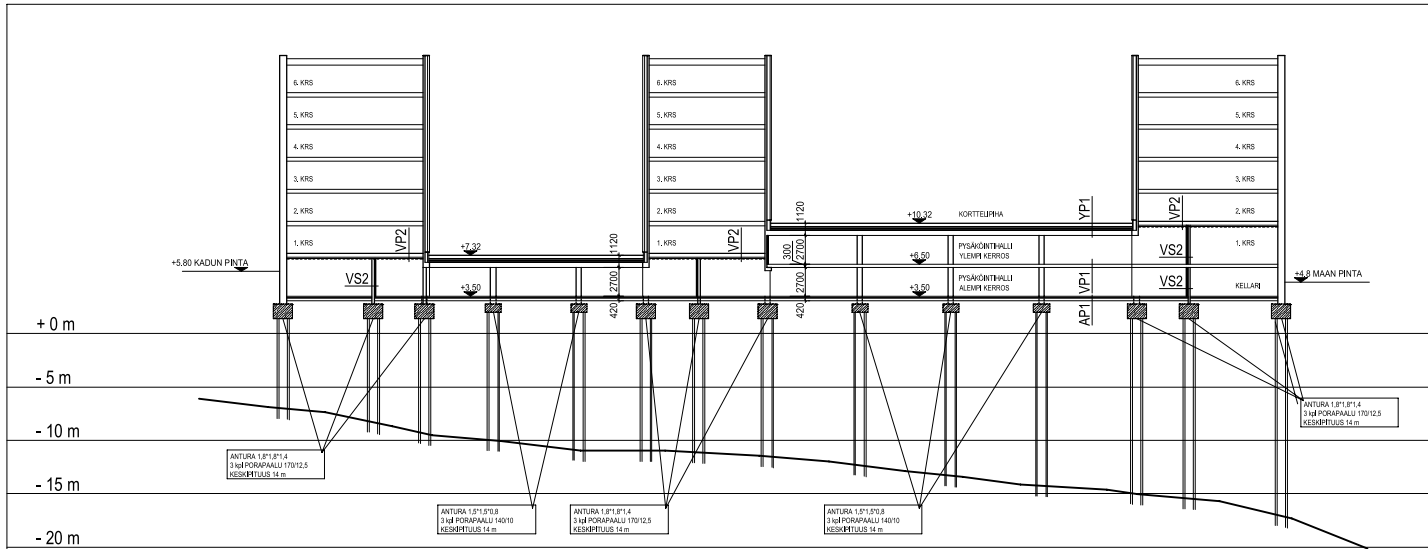 6. KRS
6. KRS
6. KRS
5. KRS
5. KRS
5. KRS
4. KRS
4. KRS
4. KRS
3. KRS
3. KRS
3. KRS
2. KRS
2. KRS
2. KRS
1. KRS
1. KRS
1. KRS
VP2
VP2
VP2
+7,32
1120
+10,32
KORTTELIPIHA
1120
YP1
+5.80 KADUN PINTA
VS2
VS2
VS2
300
2700
PYSÄKÖINTIHALLI
YLEMPI KERROS
+6,50
+3,50
2700
420
2700
420
PYSÄKÖINTIHALLI
ALEMPI KERROS
+3,50
VP1
AP1
KELLARI
+4,8 MAAN PINTA
+ 0 m
- 5 m
- 10 m
- 15 m
- 20 m
ANTURA 1,8*1,8*1,4
3 kpl PORAPAALU 170/12,5
KESKIPITUUS 14 m
ANTURA 1,5*1,5*0,8
3 kpl PORAPAALU 140/10
KESKIPITUUS 14 m
ANTURA 1,8*1,8*1,4
3 kpl PORAPAALU 170/12,5
KESKIPITUUS 14 m
ANTURA 1,5*1,5*0,8
3 kpl PORAPAALU 140/10
KESKIPITUUS 14 m
ANTURA 1,8*1,8*1,4
3 kpl PORAPAALU 170/12,5
KESKIPITUUS 14 m